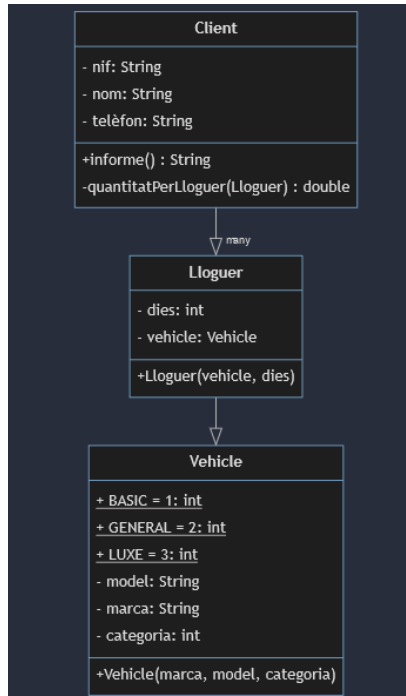 Client
- nif: String
- nom: String
- telèfon: String
+informe() : String
-quantitatPerLloguer(Lloguer) : double
many
Lloguer
- dies: int
- vehicle: Vehicle
+Lloguer(vehicle, dies)
Vehicle
+ BASIC = 1: int
+ GENERAL = 2: int
+ LUXE = 3: int
- model: String
- marca: String
- categoria: int
+Vehicle(marca, model, categoria)